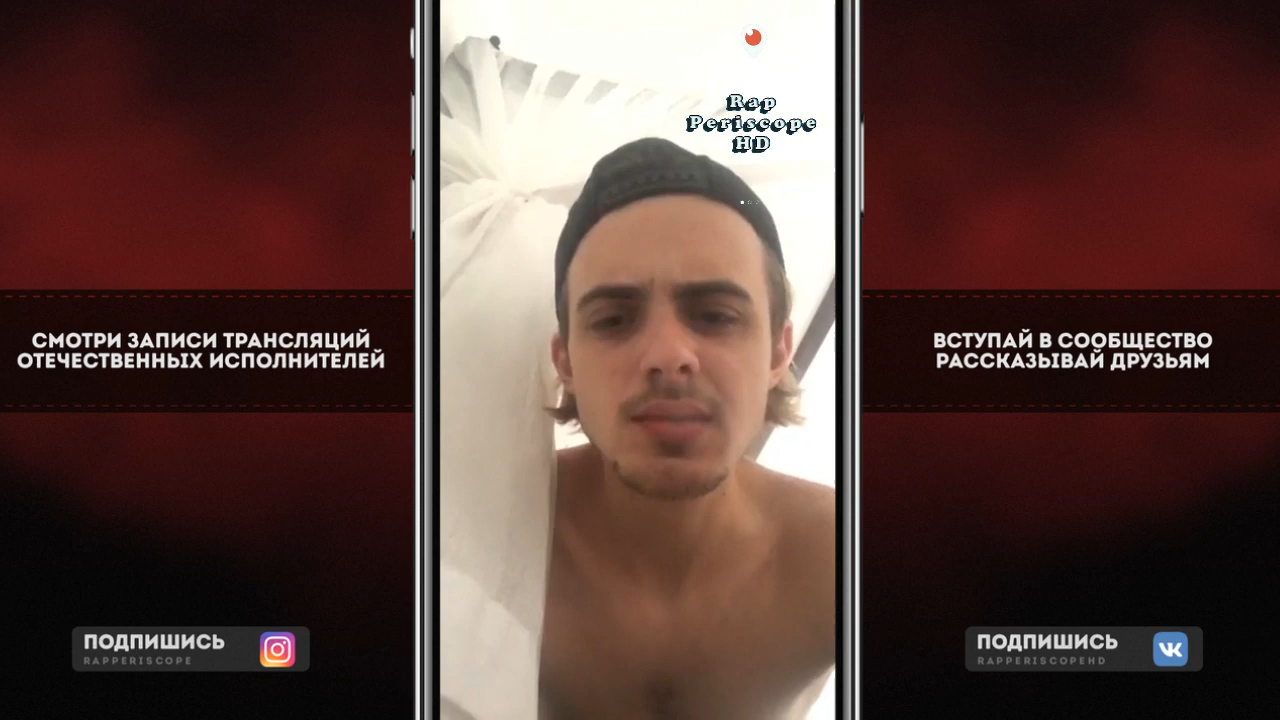 Rap
Periscope
HD
СМОТРИ ЗАПИСИ ТРАНСЛЯЦИЙ
ОТЕЧЕСТВЕННЫХ ИСПОЛНИТЕЛЕЙ
ВСТУПАЙ В СООБЩЕСТВО
РАССКАЗЫВАЙ ДРУЗЬЯМ
ПОДПИШИСЬ
RAPPERISCOPE
ПОДПИШИСЬ
RAPPERISCOPEHD